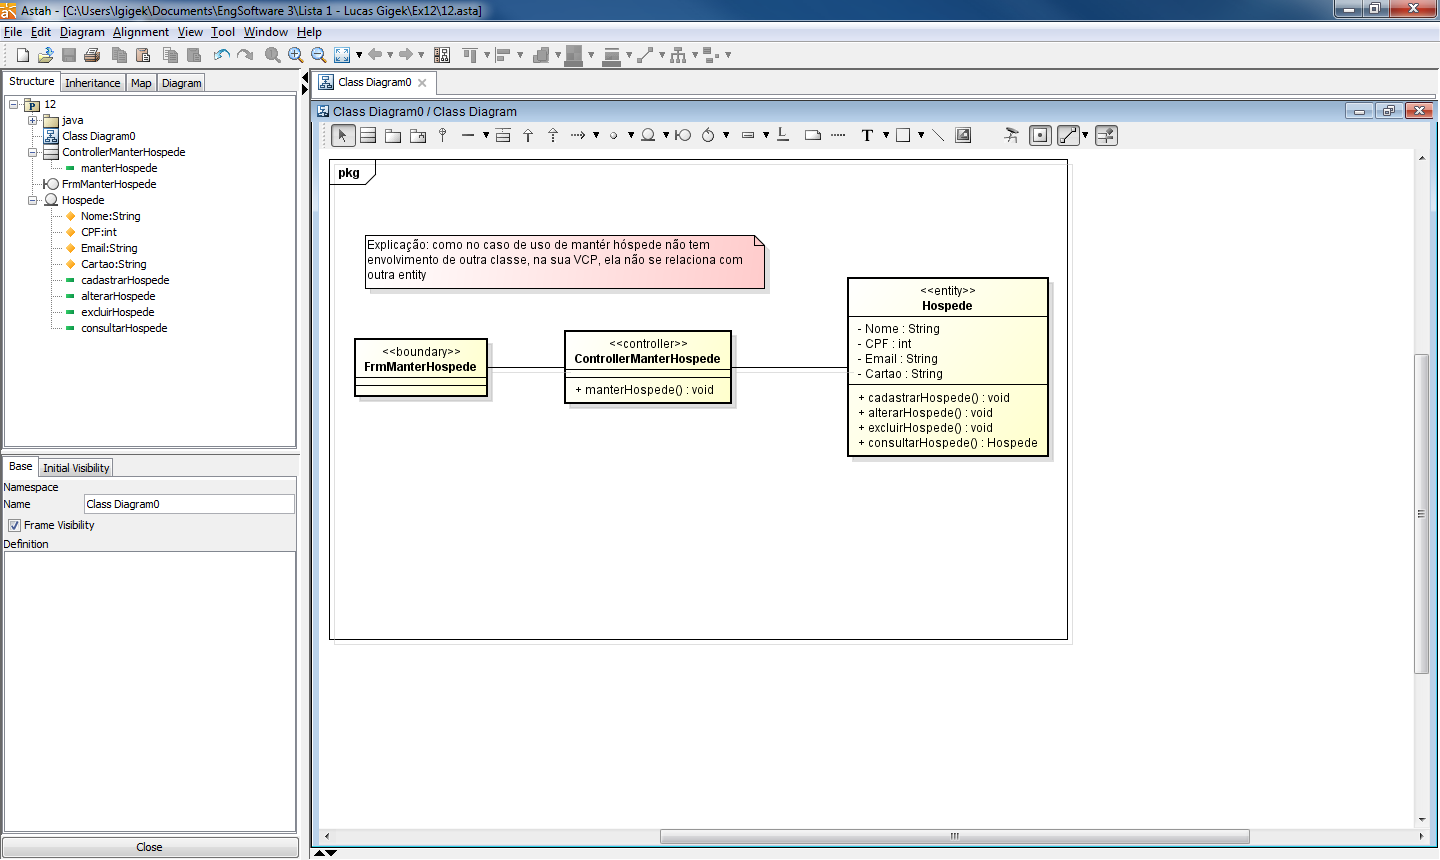 Astah - [C:\Users\lgigek\Documents\EngSoftware 3\Lista 1 - Lucas Gigek\Ex12\12.asta]
File Edit Diagram Alignment View Tool Window Help
Structure Inheritance Map Diagram
12
java
Class Diagram0
ControllerManterHospede
manterHospede
FrmManterHospede
Hospede
Nome:String
CPF:int
Email:String
Cartao:String
cadastrarHospede
alterarHospede
excluirHospede
consultarHospede
Base Initial Visibility
Namespace
Name Class Diagram0
Frame Visibility
Definition
Close
Class Diagram0
Class Diagram0 / Class Diagram
T
pkg
Explicação: como no caso de uso de mantér hóspede não tem
envolvimento de outra classe, na sua VCP, ela não se relaciona com
outra entity
<<boundary>>
FrmManterHospede
<<controller>>
ControllerManterHospede
+ manterHospede() : void
<<entity>>
Hospede
- Nome : String
- CPF : int
- Email : String
- Cartao : String
+ cadastrarHospede() : void
+ alterarHospede() : void
+ excluirHospede() : void
+ consultarHospede() : Hospede